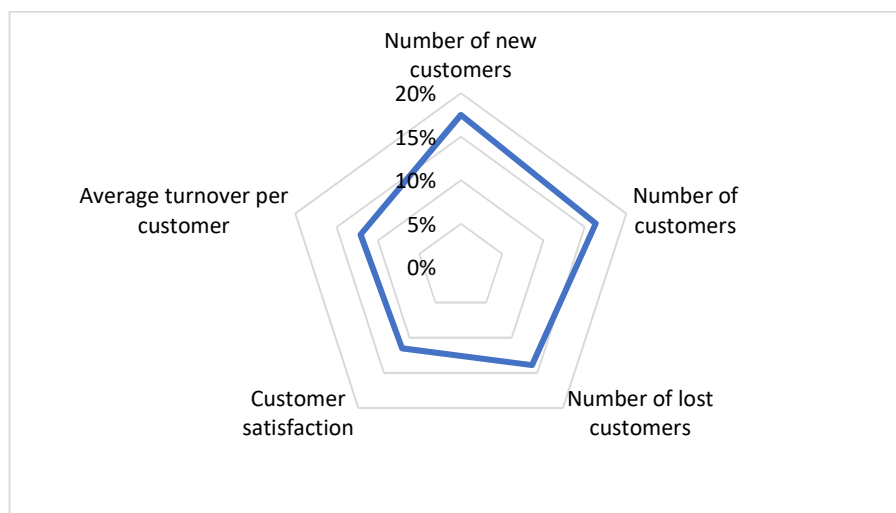 Number of new
customers
20%
15%
10%
5%
0%
Average turnover per
customer
Number of
customers
Customer
satisfaction
Number of lost
customers